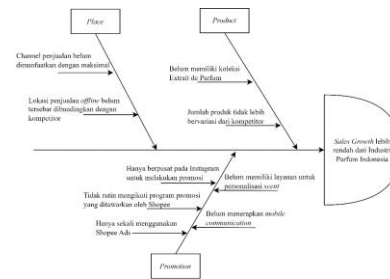 Place
Product
Channel penjualan belum
dimanfaatkan dengan maksimal
Belum memiliki koleksi
Extrait de Parfum
Lokasi penjualan offline belum
tersebar dibandingkan dengan
kompetitor
Jumlah produk tidak lebih
bervariasi dari kompetitor
Sales Growth lebih
rendah dari Industri
Parfum Indonesia
Hanya berpusat pada Instagram
untuk melakukan promosi
Belum memiliki layanan untuk
personalisasi scent
Tidak rutin mengikuti program promosi
yang ditawarkan oleh Shopee
Belum menerapkan mobile
communication
Hanya sekali menggunakan
Shopee Ads
Promotion